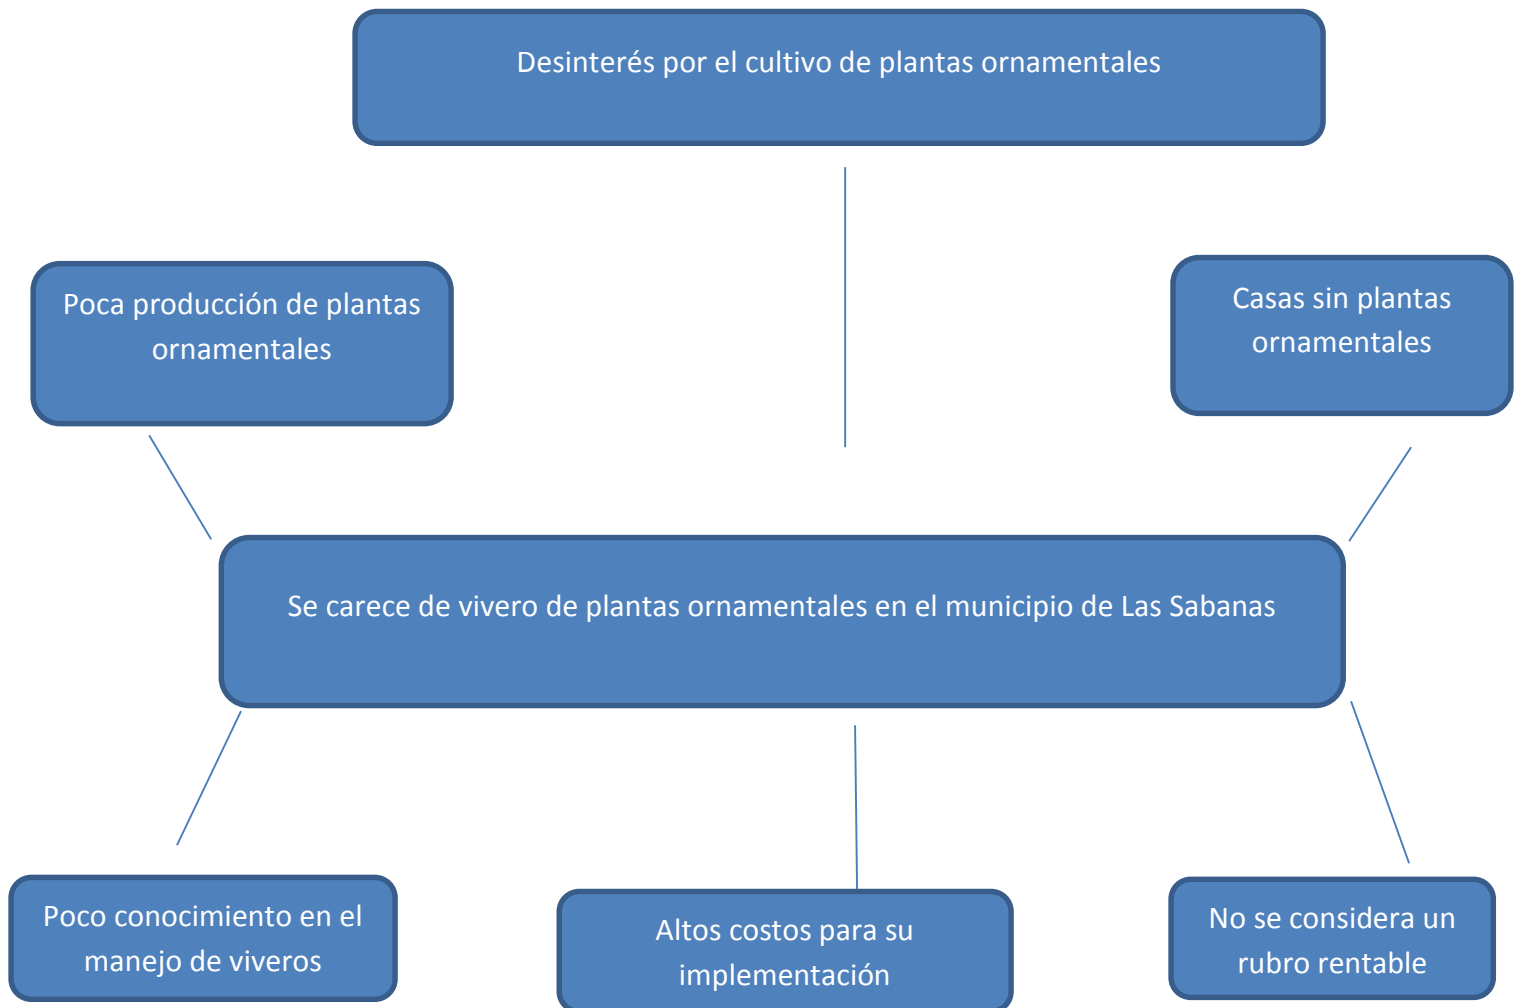 Desinterés por el cultivo de plantas ornamentales
Poca producción de plantas
ornamentales
Casas sin plantas
ornamentales
Se carece de vivero de plantas ornamentales en el municipio de Las Sabanas
Poco conocimiento en el
manejo de viveros
Altos costos para su
implementación
No se considera un
rubro rentable